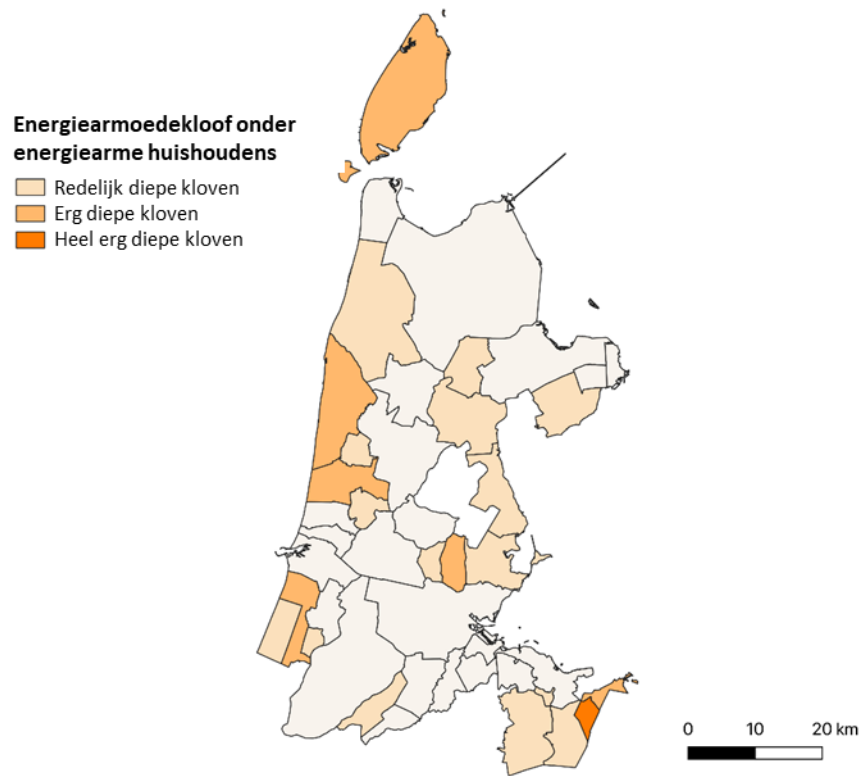 Energiearmoedekloof onder
energiearme huishoudens
Redelijk diepe kloven
Erg diepe kloven
Heel erg diepe kloven
0 10 20 km